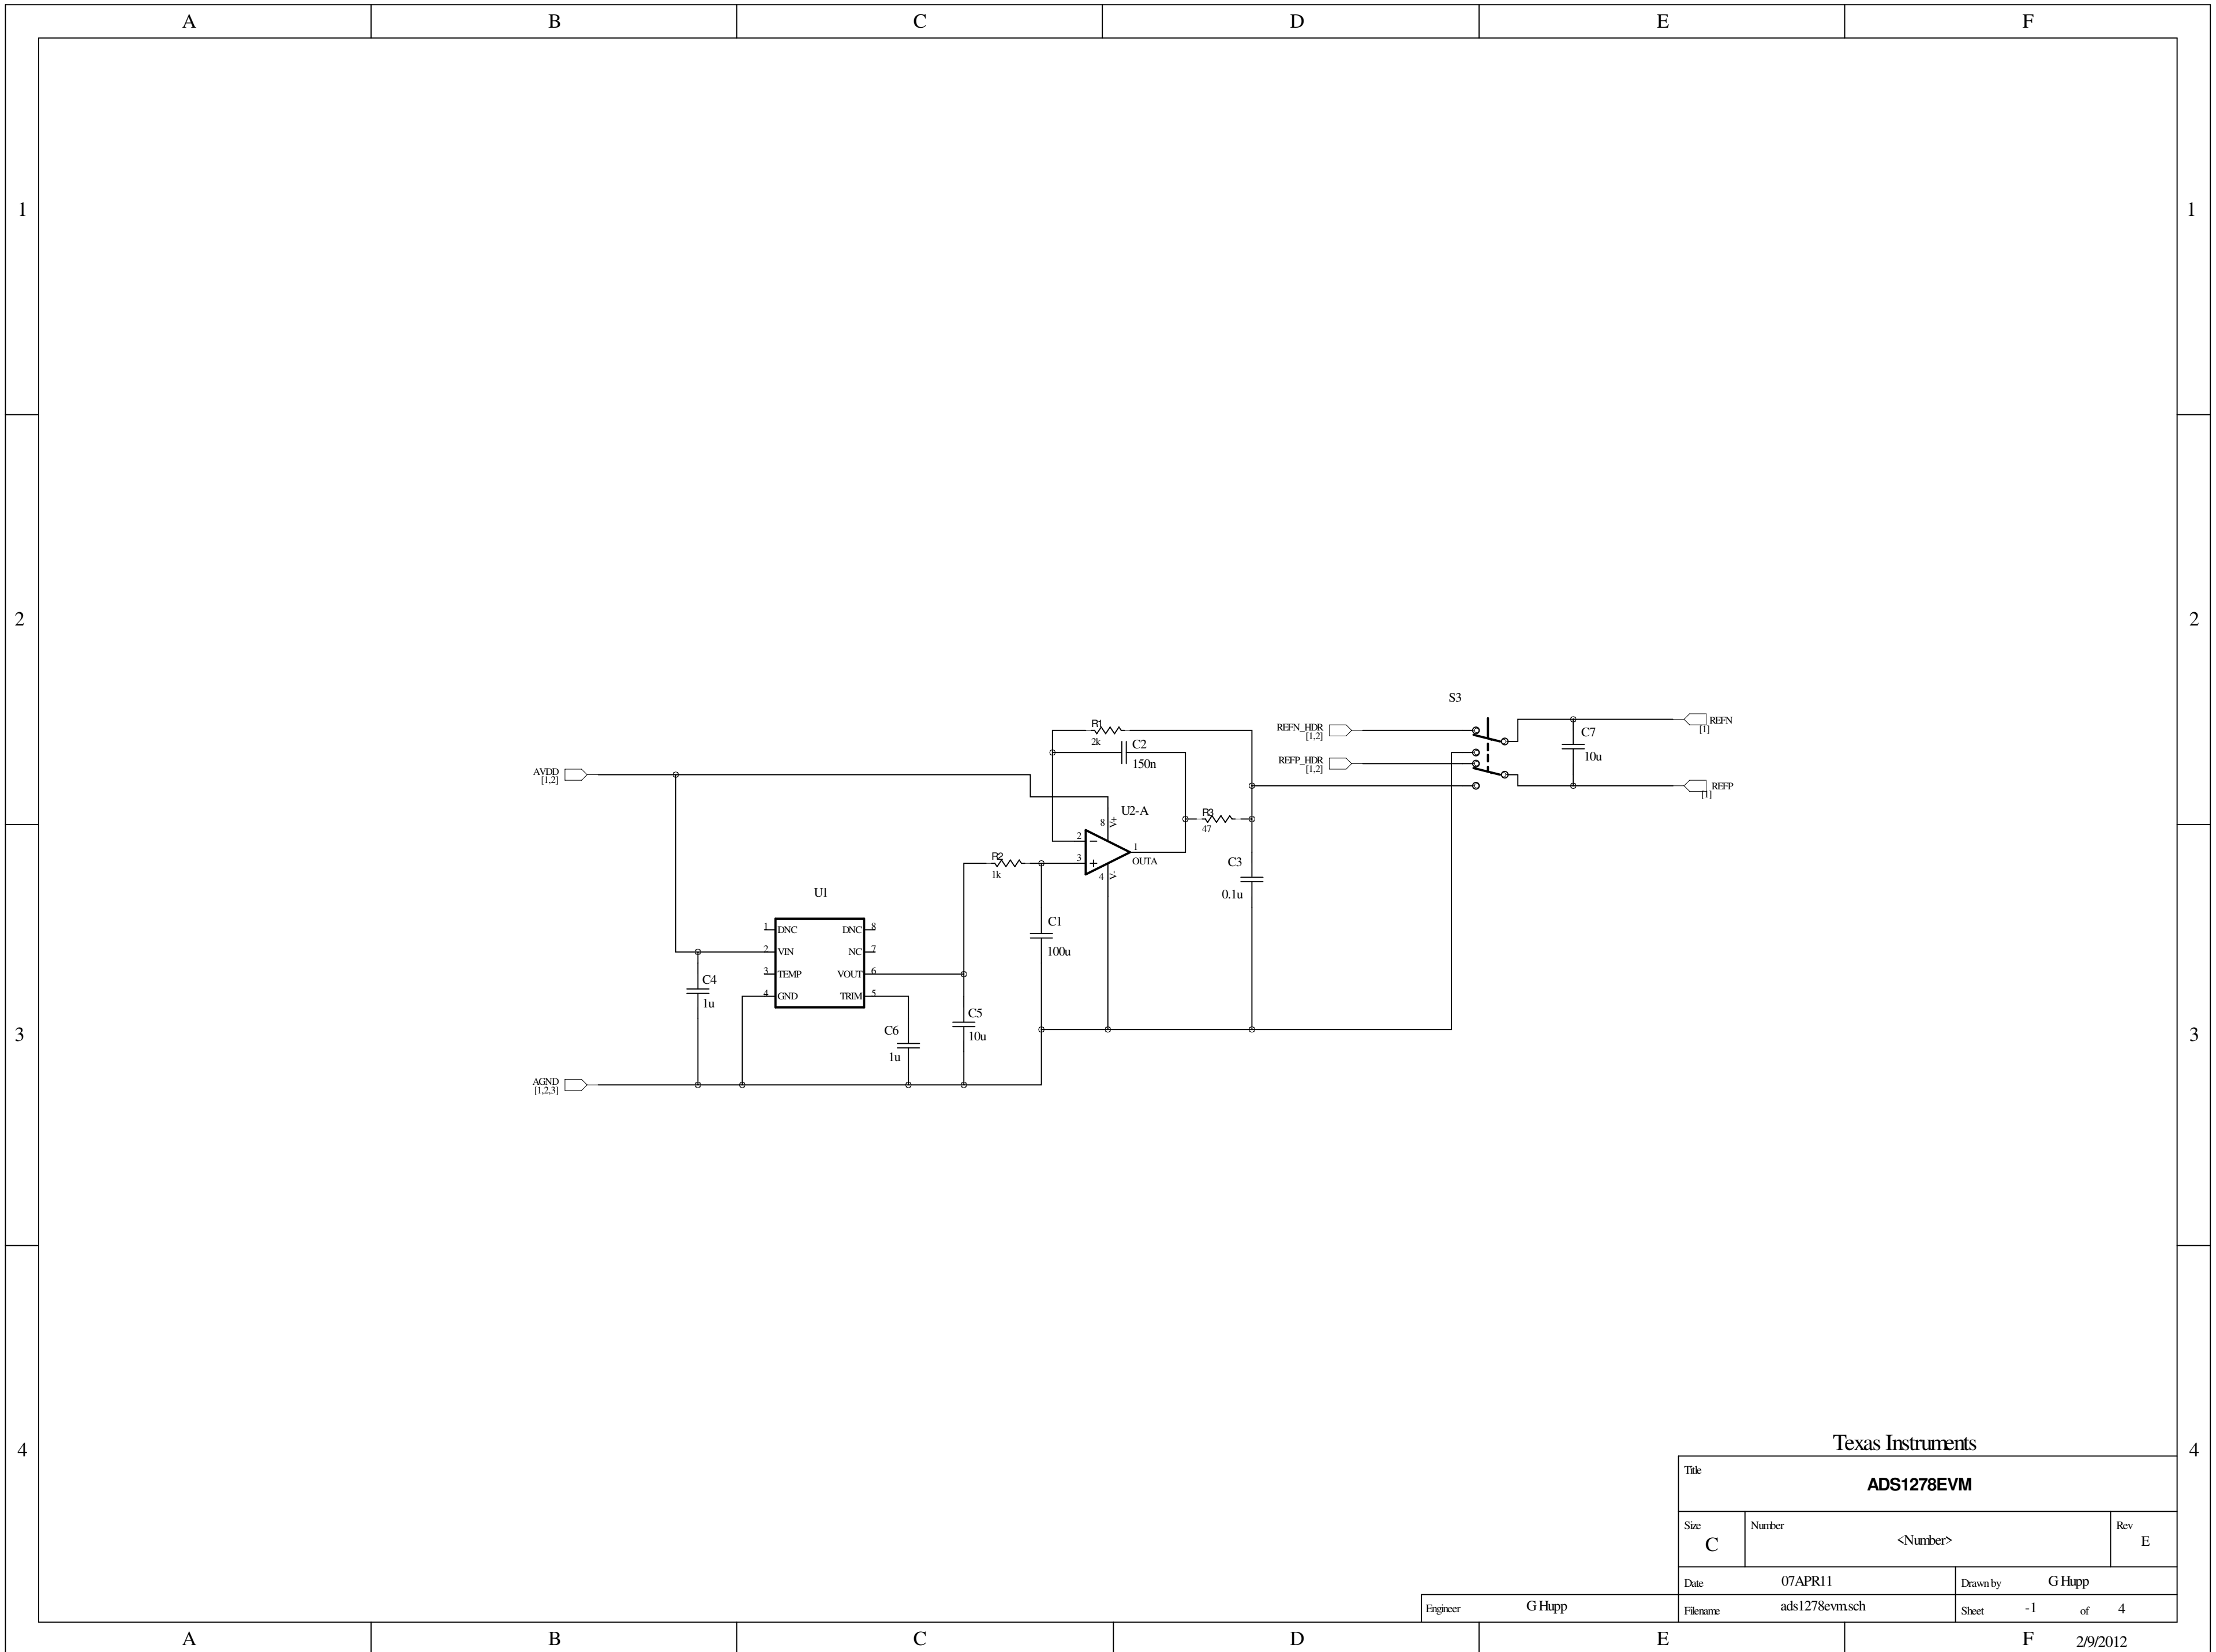 A B C D E F
1 1
2 2
3 3
4 4
S3
REFN_HDR
[1,2]
REFP_HDR
[1,2]
REFN
[1]
C7
10u
REFP
[1]
R1
2k
C2
150n
AVDD
[1,2]
U2-A
8 V+
2
3
1
OUTA
4 V-
R3
47
R2
1k
C3
0.1u
U1
1 DNC DNC 8
2 VIN NC 7
3 TEMP VOUT 6
4 GND TRIM 5
C1
100u
C4
1u
C5
10u
C6
1u
AGND
[1,2,3]
Texas Instruments
Title
ADS1278EVM
Size
C
Number
<Number>
Rev
E
Date 07APR11
Drawn by G Hupp
Engineer G Hupp
Filename ads1278evm.sch
Sheet -1 of 4
A B C D E F
2/9/2012